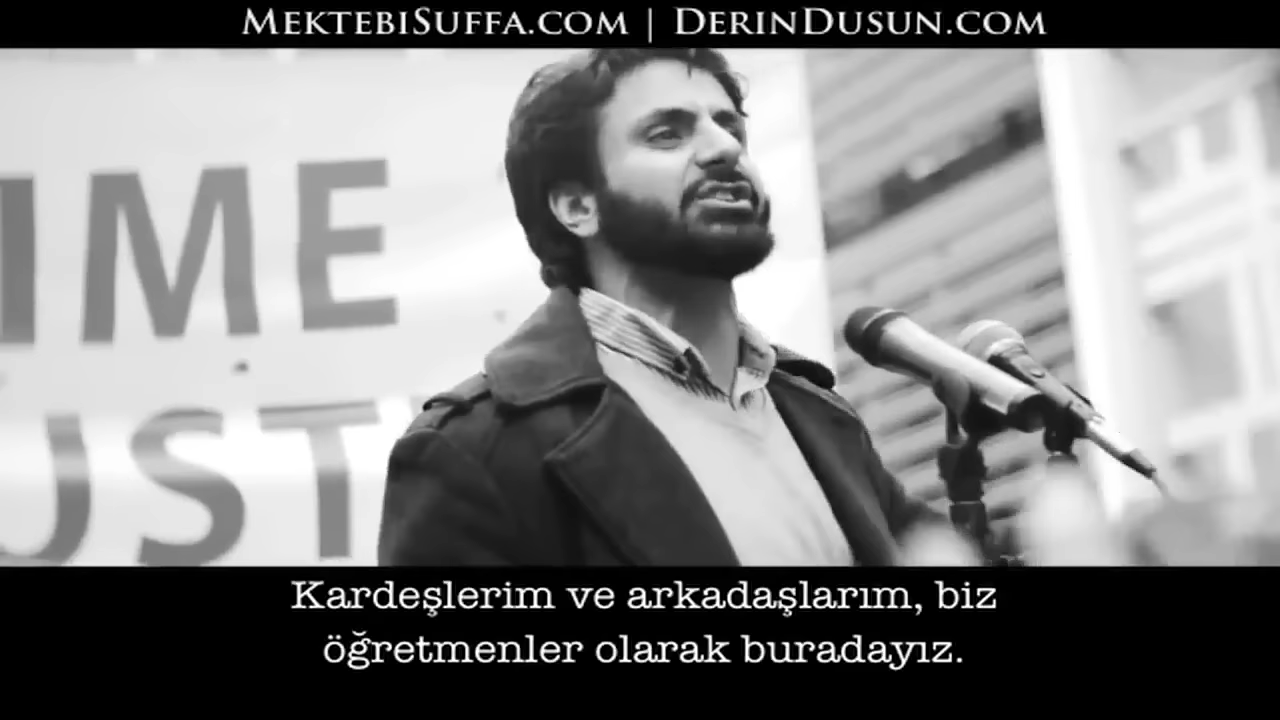 MEKTEBISUFFA.COM | DERINDUSUN.COM
IME
UST
Kardeşlerim ve arkadaşlarım, biz
öğretmenler olarak buradayız.